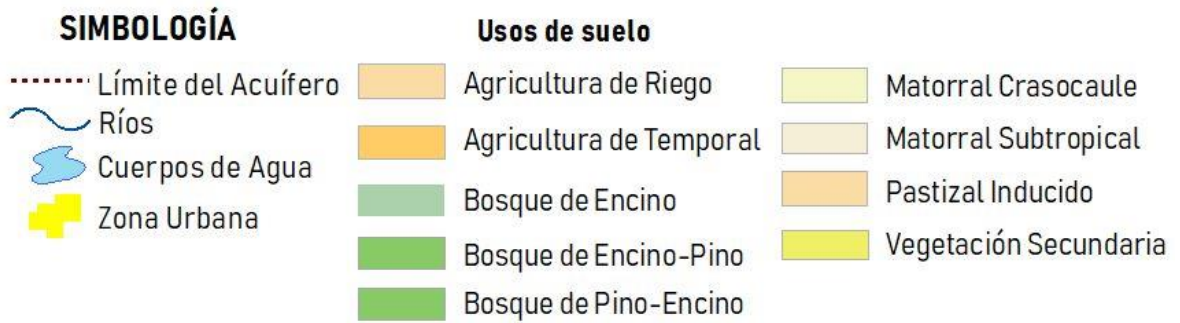 SIMBOLOGÍA
Límite del Acuífero
Ríos
Cuerpos de Agua
Zona Urbana
Usos de suelo
Agricultura de Riego
Agricultura de Temporal
Bosque de Encino
Bosque de Encino-Pino
Bosque de Pino-Encino
Matorral Crasocaule
Matorral Subtropical
Pastizal Inducido
Vegetación Secundaria